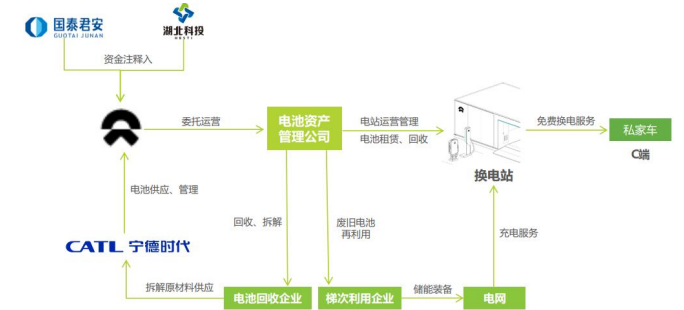 国泰君安
GUOTAI JUNAN
湖北科投
资金注释入
委托运营
电池资产
管理公司
电站运营管理
电池租赁、回收
换电站
免费换电服务
私家车
C端
电池供应、管理
回收、拆解
废旧电池
再利用
充电服务
CATL 宁德时代
拆解原材料供应
电池回收企业
梯次利用企业
储能装备
电网